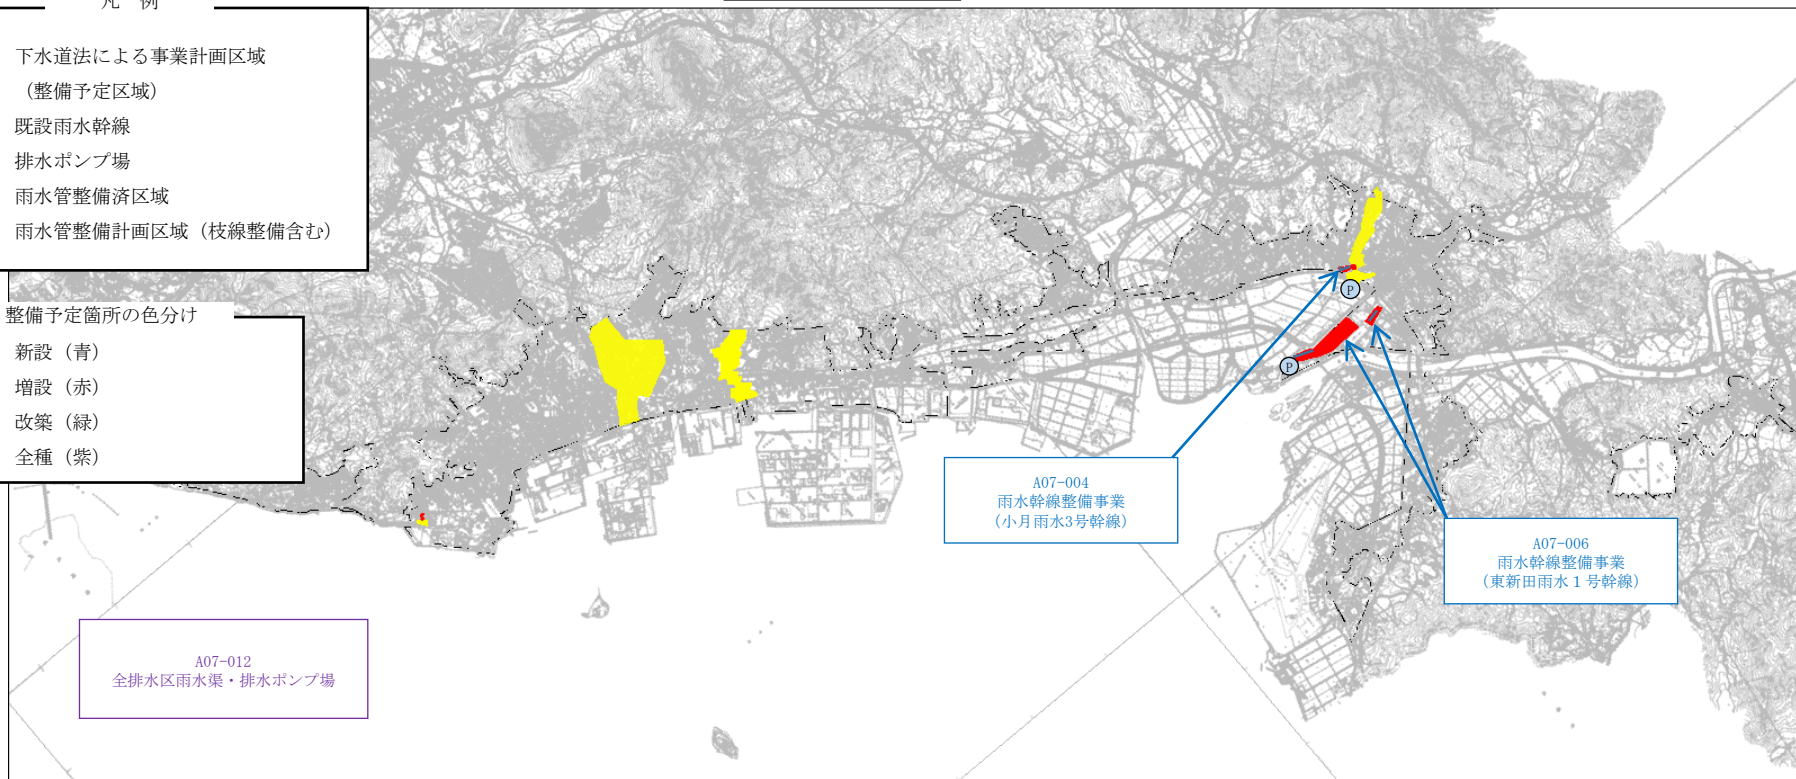 凡 例
下水道法による事業計画区域
（整備予定区域）
既設雨水幹線
排水ポンプ場
雨水管整備済区域
雨水管整備計画区域（枝線整備含む）
整備予定箇所の色分け
新設（青）
増設（赤）
改築（緑）
全種（紫）
P
P
A07-004
雨水幹線整備事業
（小月雨水3号幹線）
A07-006
雨水幹線整備事業
（東新田雨水１号幹線）
A07-012
全排水区雨水渠・排水ポンプ場